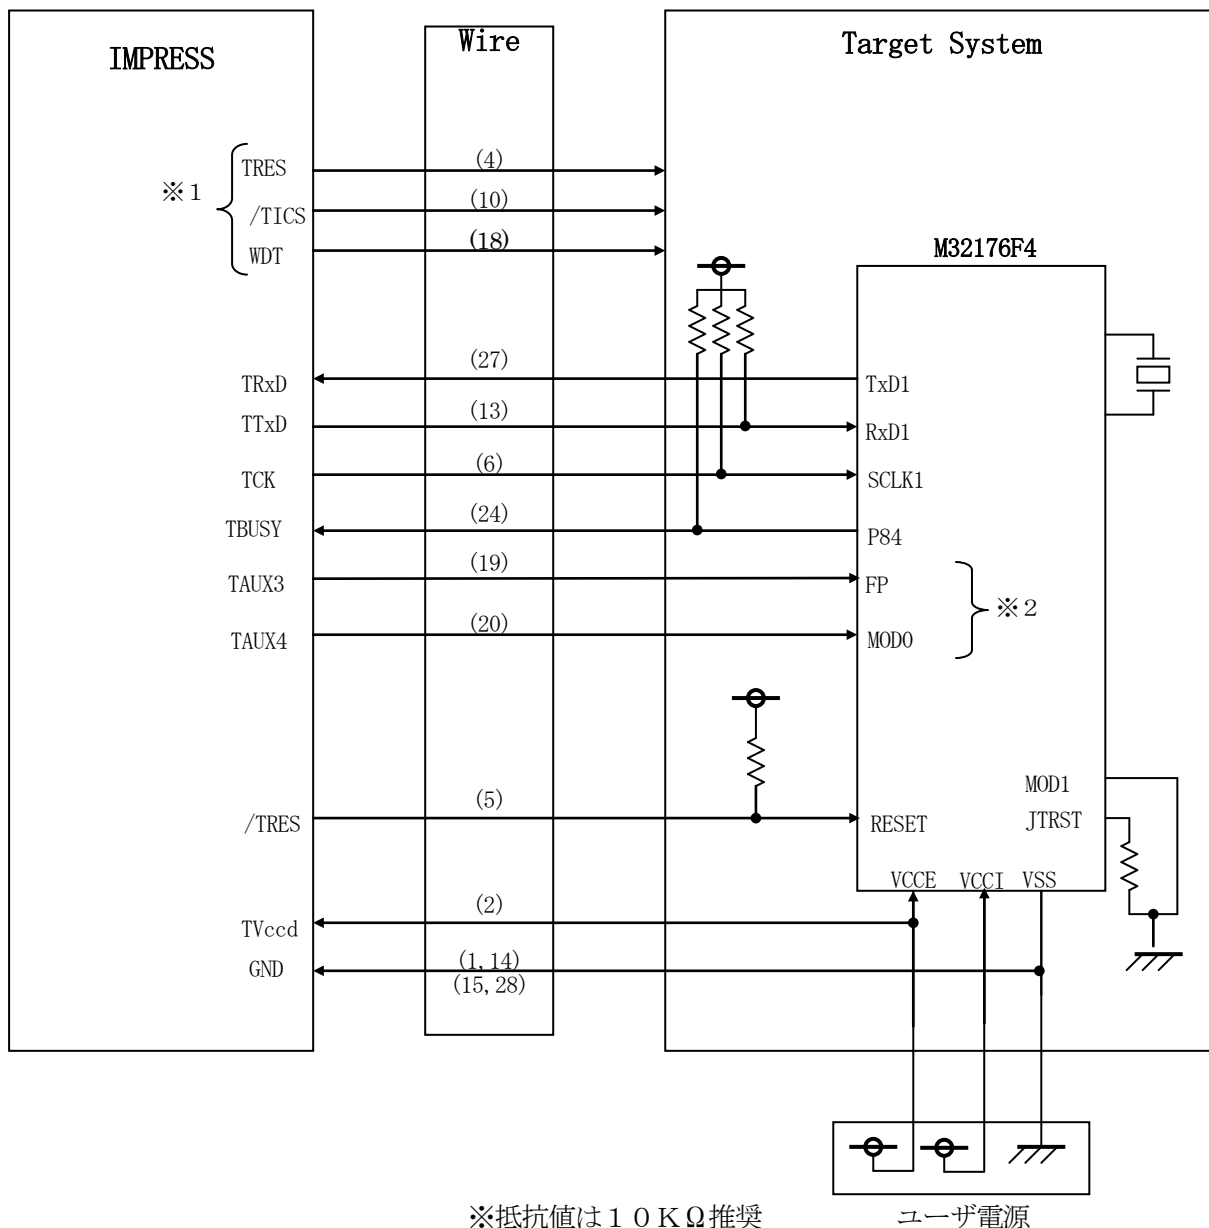 IMPRESS
Wire
Target System
※１
TRES
(4)
/TICS
(10)
WDT
(18)
M32176F4
TRxD
(27)
TxD1
TTxD
(13)
RxD1
TCK
(6)
SCLK1
TBUSY
(24)
P84
TAUX3
(19)
FP
※２
TAUX4
(20)
MOD0
MOD1
/TRES
(5)
RESET
JTRST
VCCE
VCCI
VSS
TVccd
(2)
GND
(1,14)
(15,28)
※抵抗値は１０ＫΩ推奨
ユーザ電源